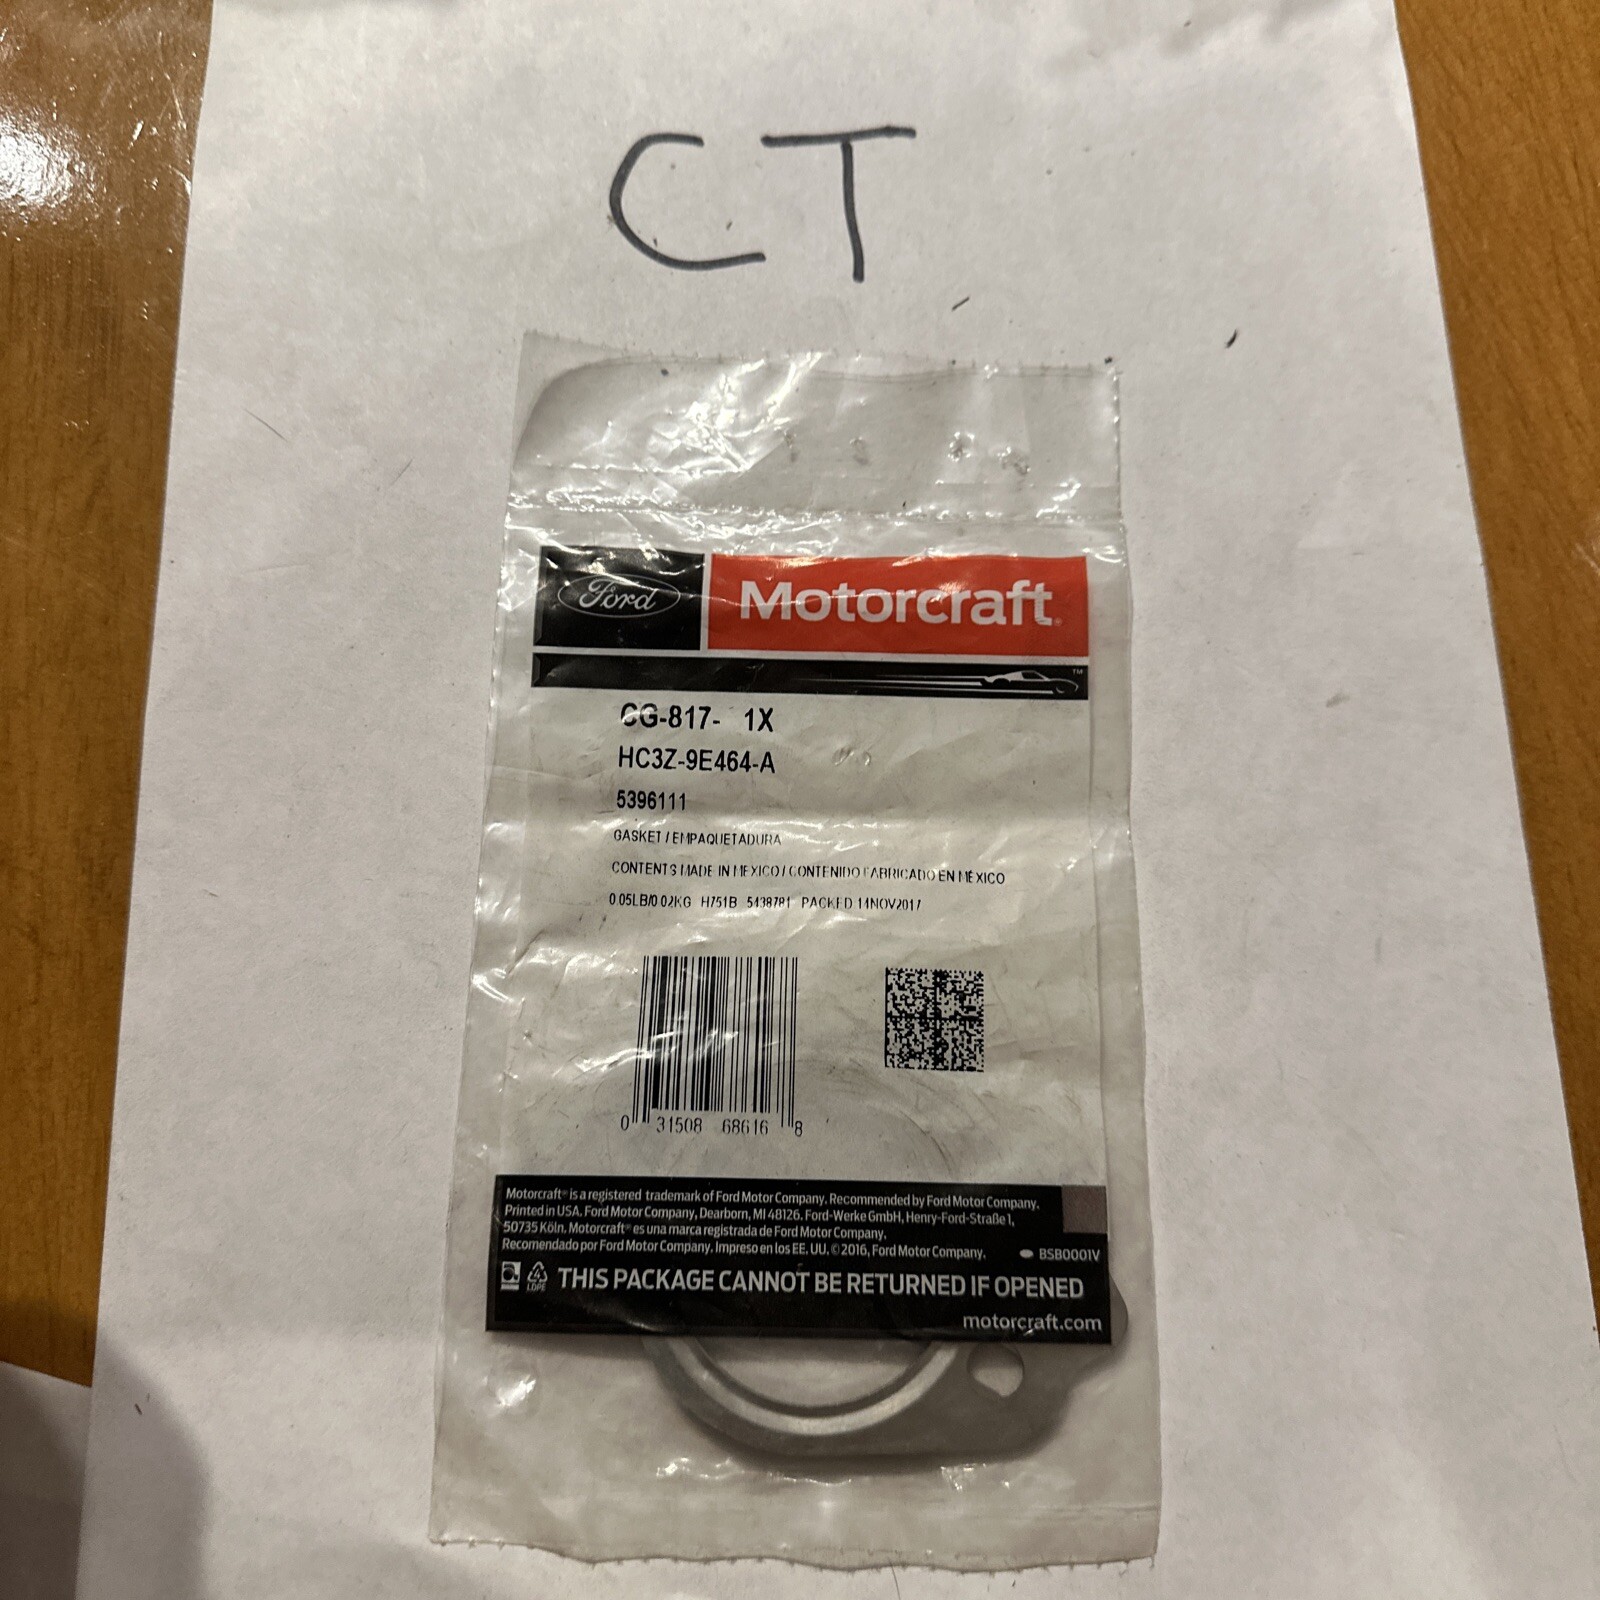 CT
Ford
Motorcraft®
™
CG-817- 1X
HC3Z-9E464-A
5396111
GASKET / EMPAQUETADURA
CONTENTS MADE IN MEXICO / CONTENIDO FABRICADO EN MÉXICO
0.05LB/0.02KG H751B 5438781 PACKED 14NOV2017
0 31508 68616 8
Motorcraft® is a registered trademark of Ford Motor Company. Recommended by Ford Motor Company.
Printed in USA. Ford Motor Company, Dearborn, MI 48126. Ford-Werke GmbH, Henry-Ford-Straße 1,
50735 Köln. Motorcraft® es una marca registrada de Ford Motor Company.
Recomendado por Ford Motor Company. Impreso en los EE. UU. © 2016, Ford Motor Company.
BSB0001V
4
LDPE
THIS PACKAGE CANNOT BE RETURNED IF OPENED
motorcraft.com